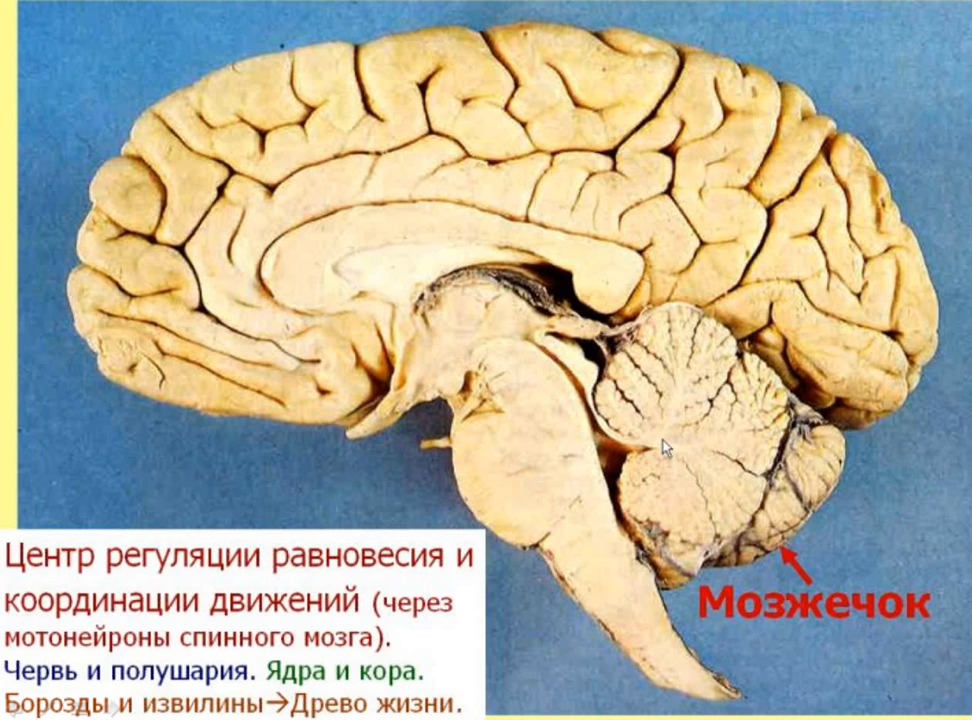 Центр регуляции равновесия и
координации движений (через
мотонейроны спинного мозга).
Червь и полушария. Ядра и кора.
Борозды и извилины→Древо жизни.
Мозжечок